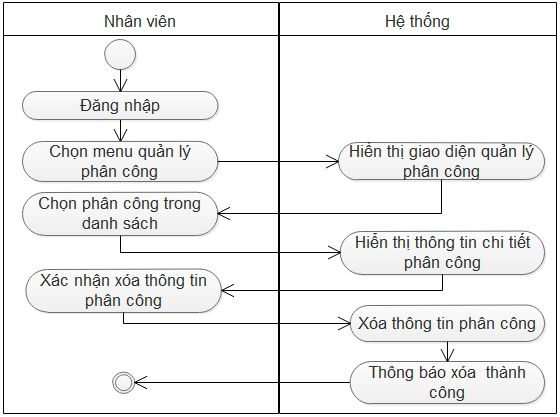 Nhân viên
Hệ thống
Đăng nhập
Chọn menu quản lý
phân công
Hiển thị giao diện quản lý
phân công
Chọn phân công trong
danh sách
Hiển thị thông tin chi tiết
phân công
Xác nhận xóa thông tin
phân công
Xóa thông tin phân công
Thông báo xóa thành
công